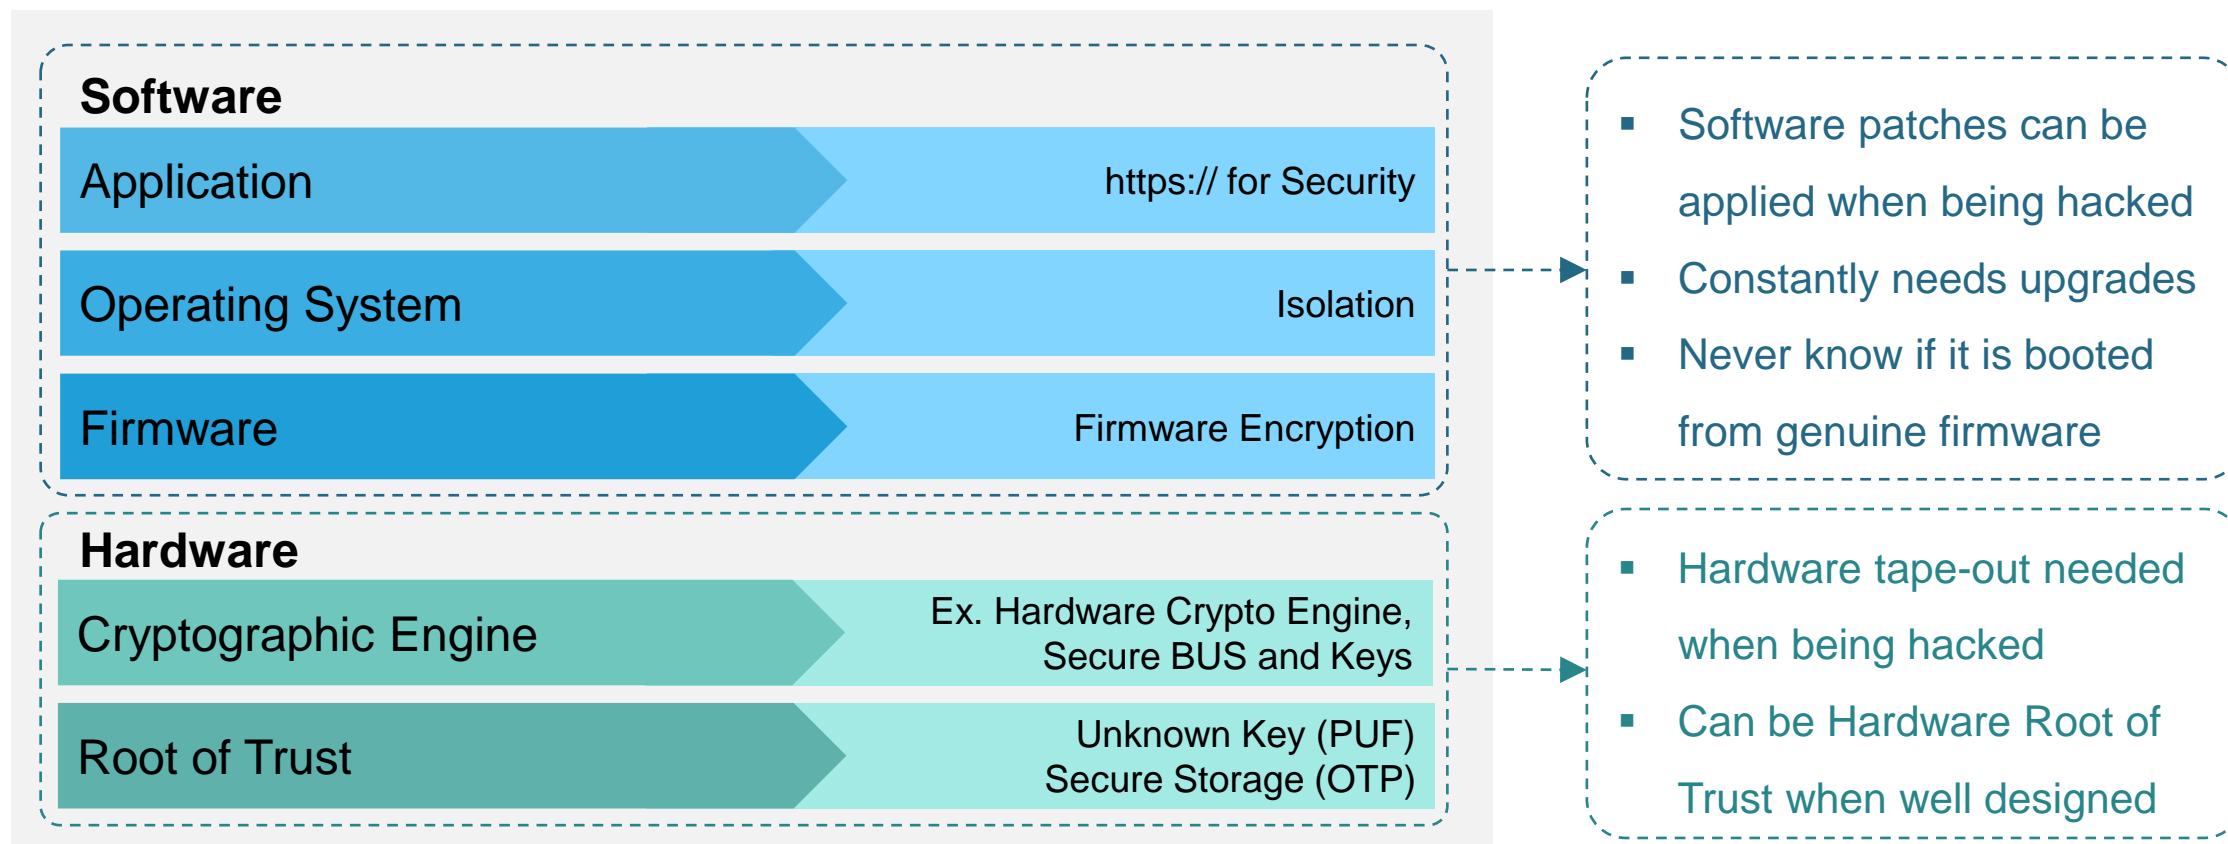 Software
Application
https:// for Security
Operating System
Isolation
Firmware
Firmware Encryption
Hardware
Cryptographic Engine
Ex. Hardware Crypto Engine,
Secure BUS and Keys
Root of Trust
Unknown Key (PUF)
Secure Storage (OTP)
▪ Software patches can be
applied when being hacked
▪ Constantly needs upgrades
▪ Never know if it is booted
from genuine firmware
▪ Hardware tape-out needed
when being hacked
▪ Can be Hardware Root of
Trust when well designed